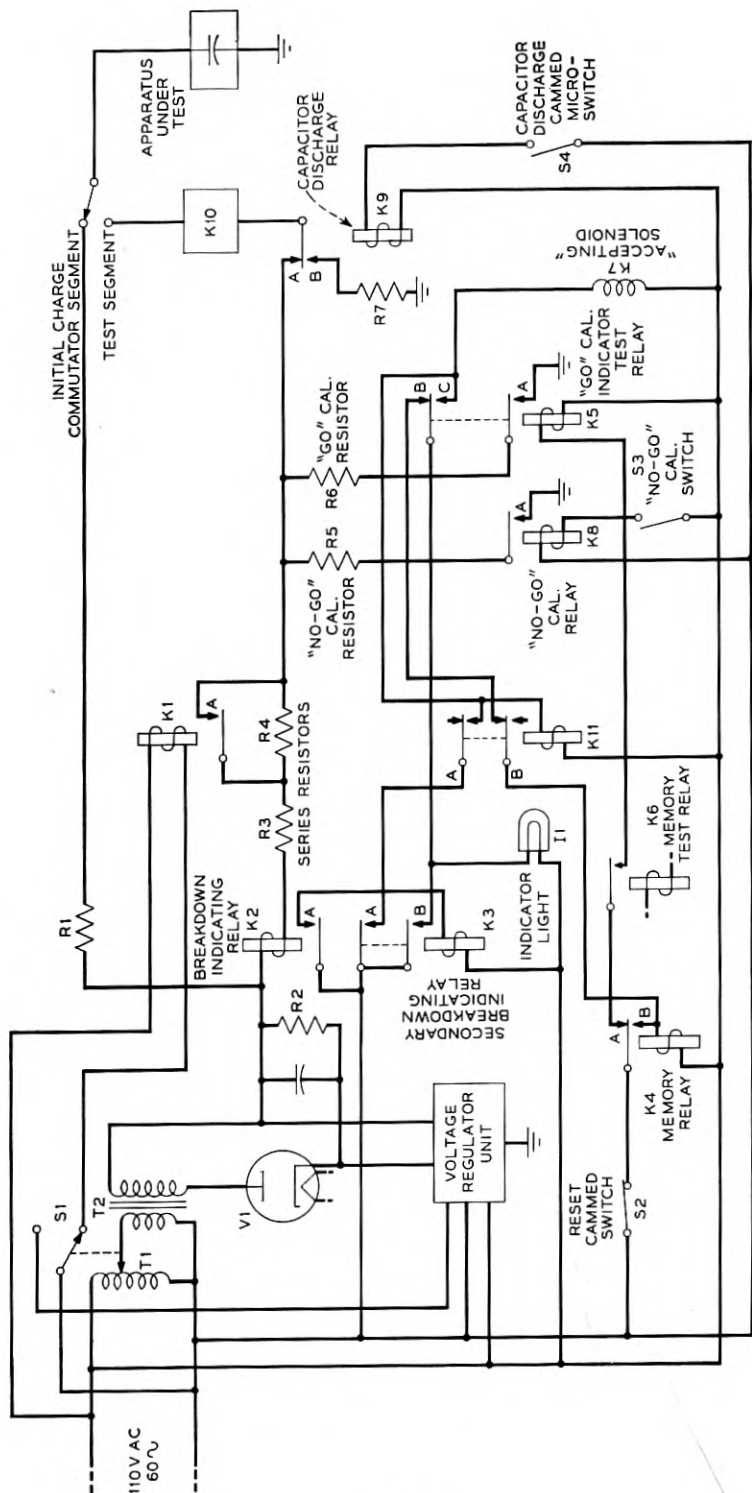 110V AC
60~
S1
T1
T2
V1
R1
K1
A
BREAKDOWN
INDICATING
RELAY
K2
R2
R3
R4
SERIES RESISTORS
VOLTAGE
REGULATOR
UNIT
SECONDARY
BREAKDOWN
INDICATING
RELAY
A
A
B
K3
INDICATOR
LIGHT
I1
RESET
CAMMED
SWITCH
S2
A
B
K4
MEMORY
RELAY
K6
MEMORY
TEST RELAY
A
B
K11
"NO-GO"
CAL.
RESISTOR
R5
"GO" CAL.
RESISTOR
R6
"NO-GO"
CAL.
RELAY
A
K8
S3
"NO-GO"
CAL.
SWITCH
B
C
A
"GO" CAL.
INDICATOR
TEST
RELAY
K5
"ACCEPTING"
SOLENOID
K7
INITIAL CHARGE
COMMUTATOR SEGMENT
TEST SEGMENT
K10
A
B
R7
CAPACITOR
DISCHARGE
RELAY
K9
APPARATUS
UNDER
TEST
CAPACITOR
DISCHARGE
CAMMED
MICRO-
SWITCH
S4